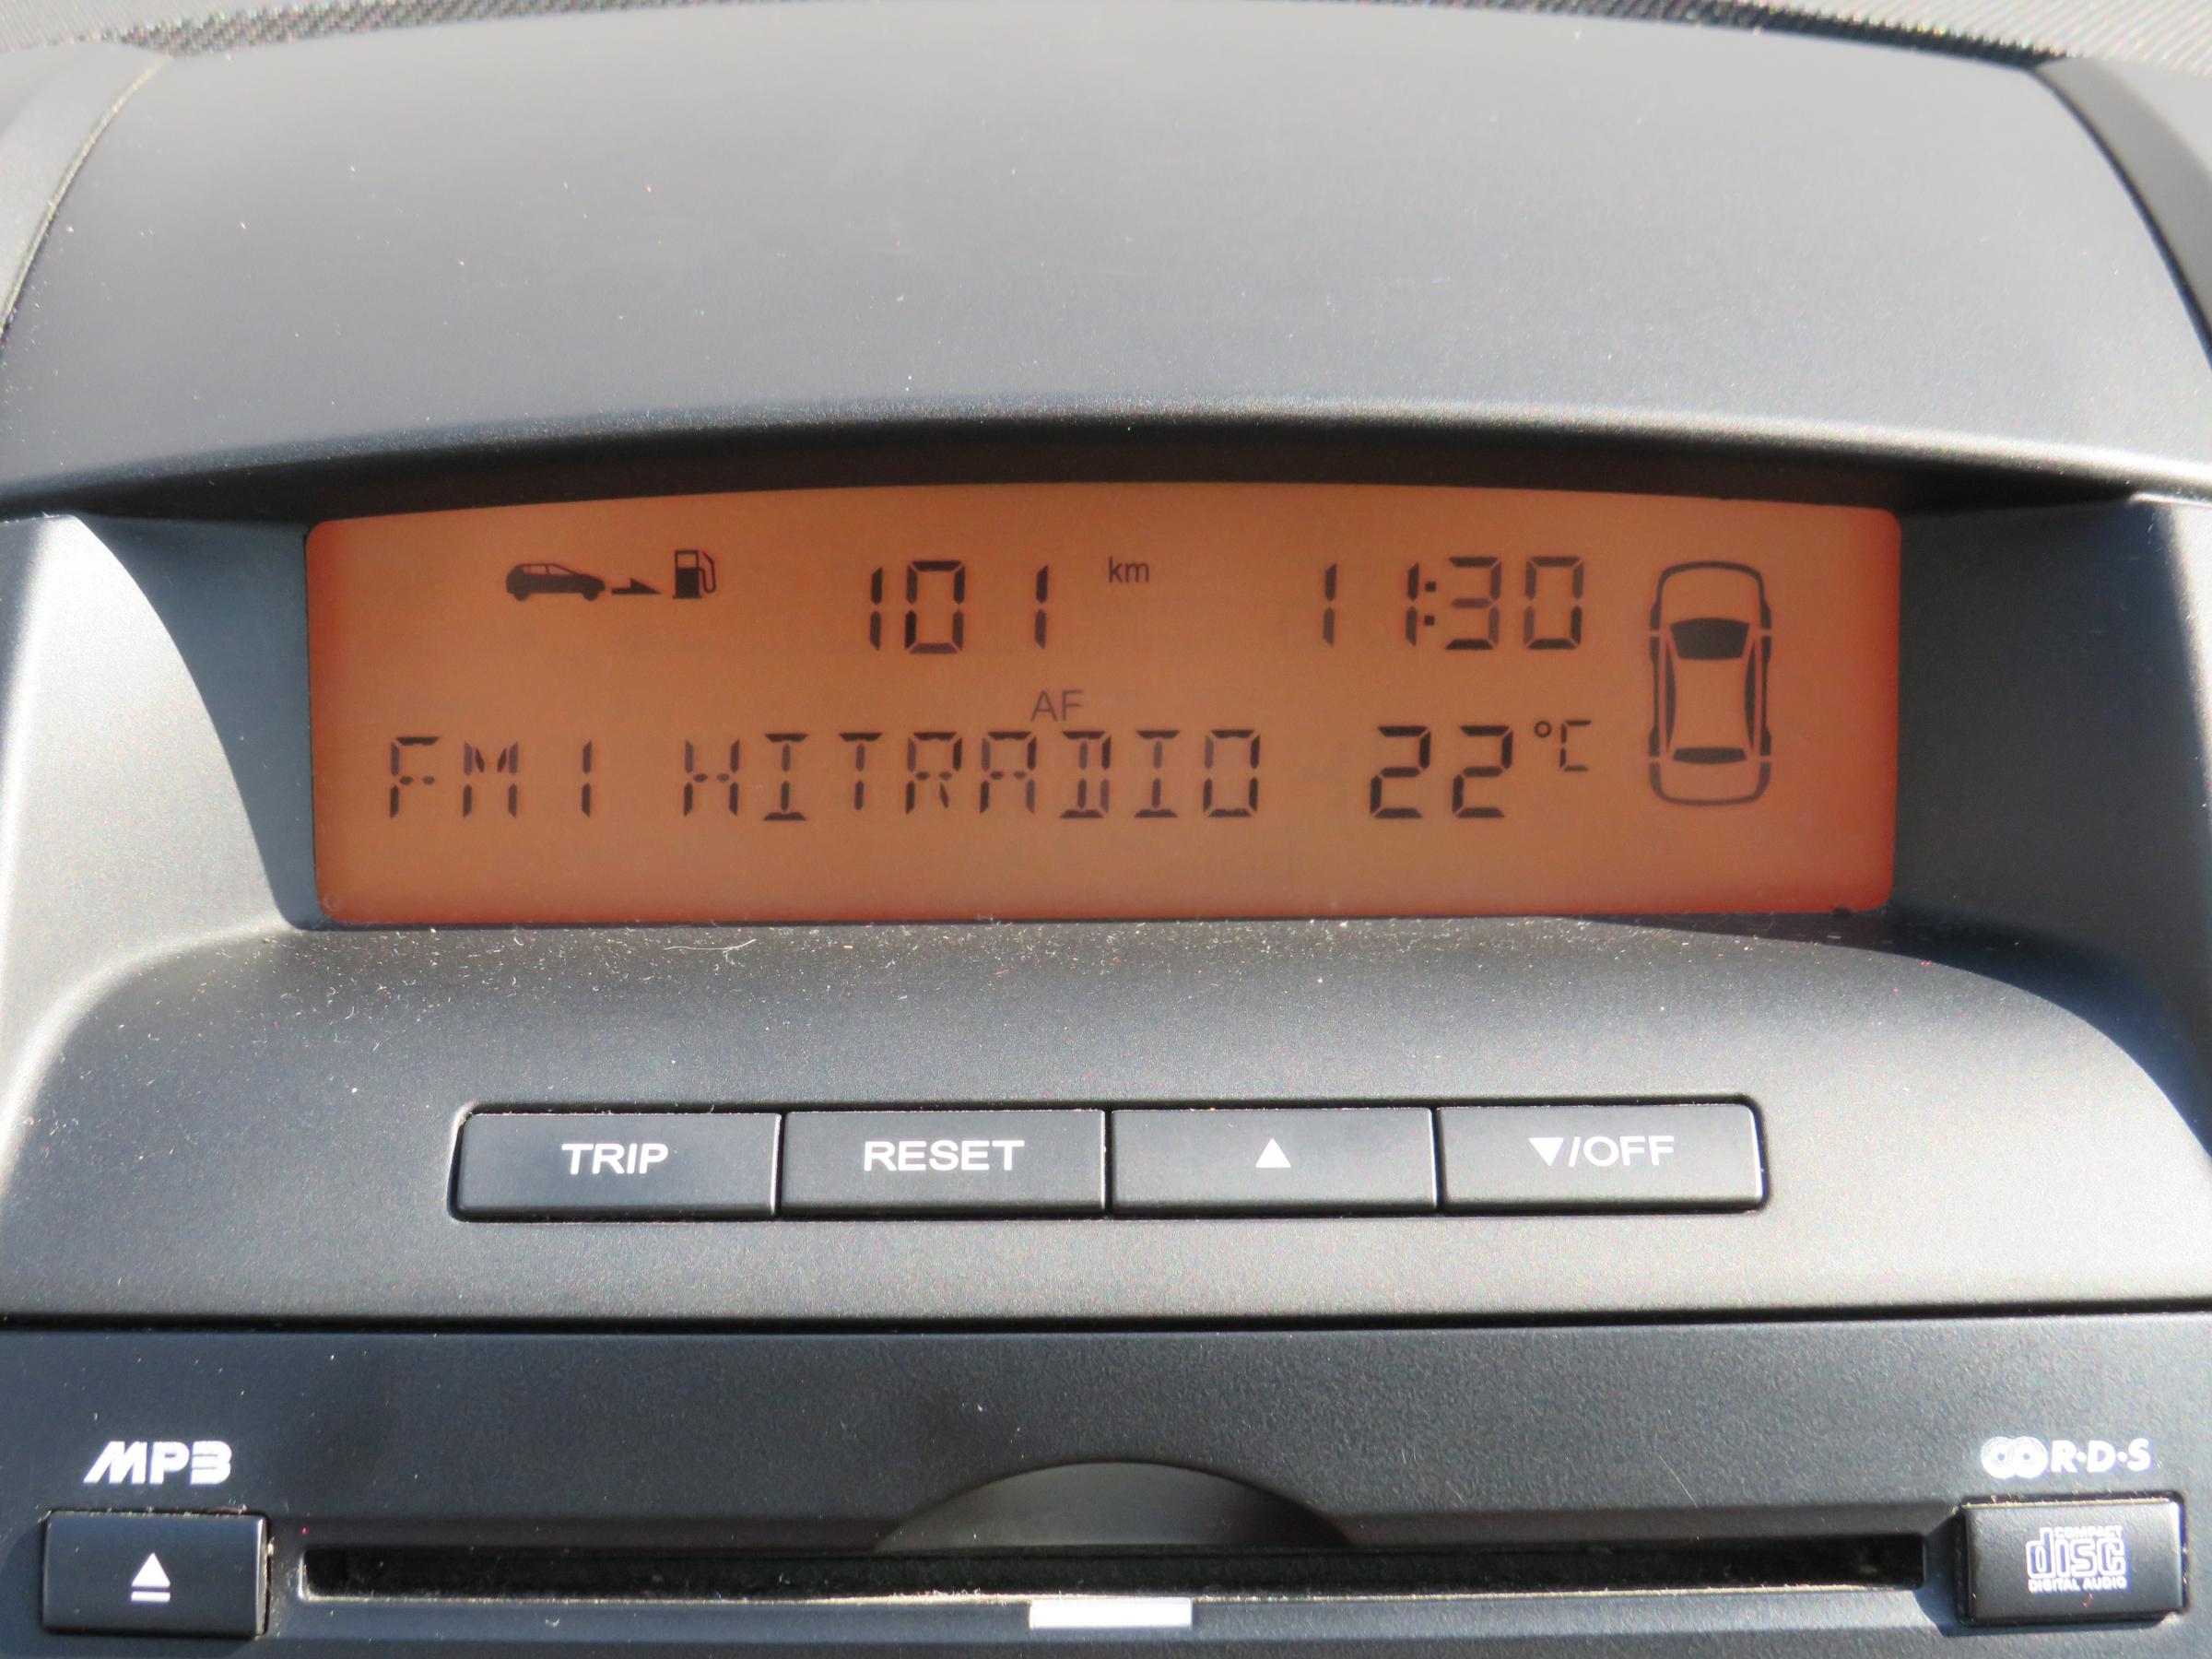 101 km 11:30
AF
FM1 HITRADIO 22°C
TRIP RESET ▲ ▼/OFF
MP3 R·D·S
COMPACT
disc
DIGITAL AUDIO